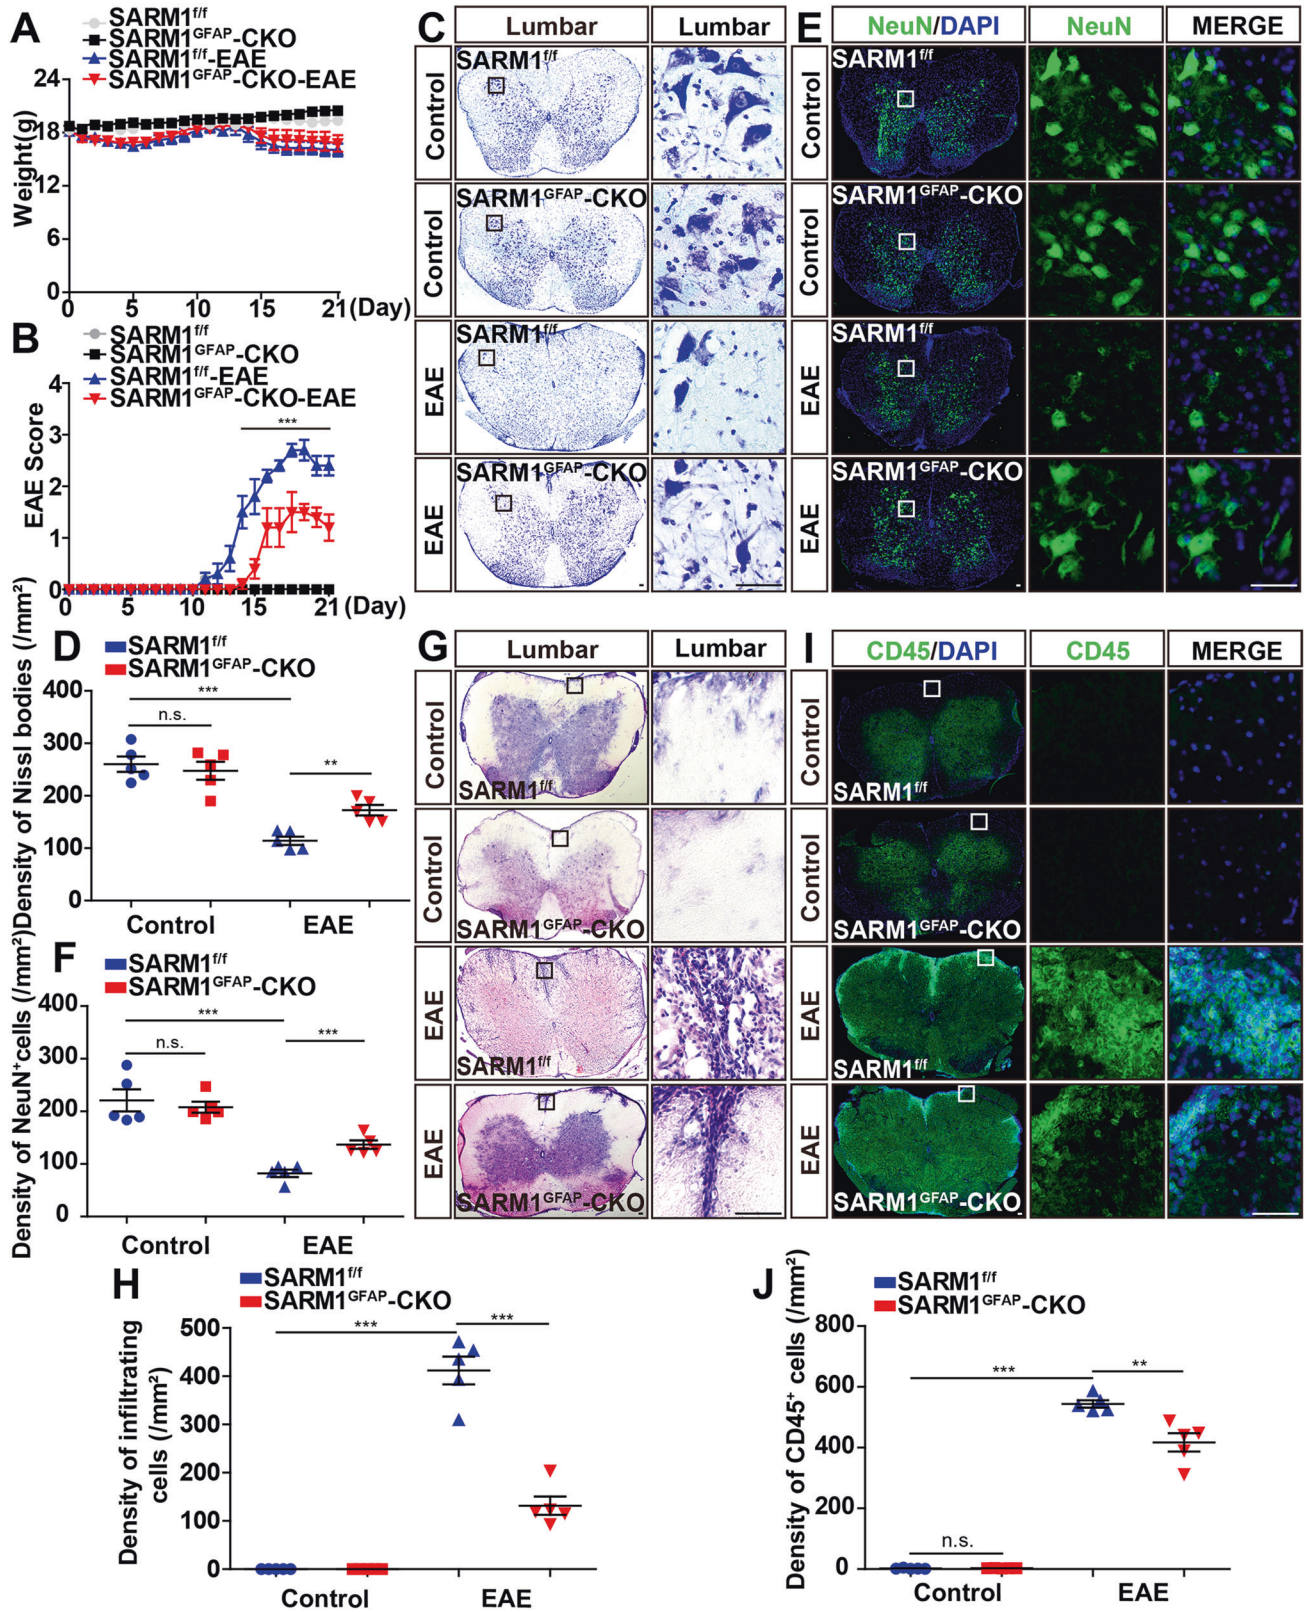 A
SARM1f/f
SARM1GFAP-CKO
SARM1f/f-EAE
SARM1GFAP-CKO-EAE
Weight(g)
24
18
12
6
0
0 5 10 15 21 (Day)
B
SARM1f/f
SARM1GFAP-CKO
SARM1f/f-EAE
SARM1GFAP-CKO-EAE
EAE Score
4
3
2
1
0
***
0 5 10 15 21 (Day)
C
Lumbar Lumbar
Control
SARM1f/f
Control
SARM1GFAP-CKO
EAE
SARM1f/f
EAE
SARM1GFAP-CKO
E
NeuN/DAPI NeuN MERGE
Control
SARM1f/f
Control
SARM1GFAP-CKO
EAE
SARM1f/f
EAE
SARM1GFAP-CKO
D
SARM1f/f
SARM1GFAP-CKO
Density of Nissl bodies (/mm²)
400
300
200
100
0
***
n.s.
**
Control EAE
F
SARM1f/f
SARM1GFAP-CKO
Density of NeuN+cells (/mm²)
400
300
200
100
0
***
n.s.
***
Control EAE
G
Lumbar Lumbar
Control
SARM1f/f
Control
SARM1GFAP-CKO
EAE
SARM1f/f
EAE
SARM1GFAP-CKO
I
CD45/DAPI CD45 MERGE
Control
SARM1f/f
Control
SARM1GFAP-CKO
EAE
SARM1f/f
EAE
SARM1GFAP-CKO
H
SARM1f/f
SARM1GFAP-CKO
Density of infiltrating
cells (/mm²)
500
400
300
200
100
0
***
***
Control EAE
J
SARM1f/f
SARM1GFAP-CKO
Density of CD45+ cells (/mm²)
800
600
400
200
0
***
**
n.s.
Control EAE